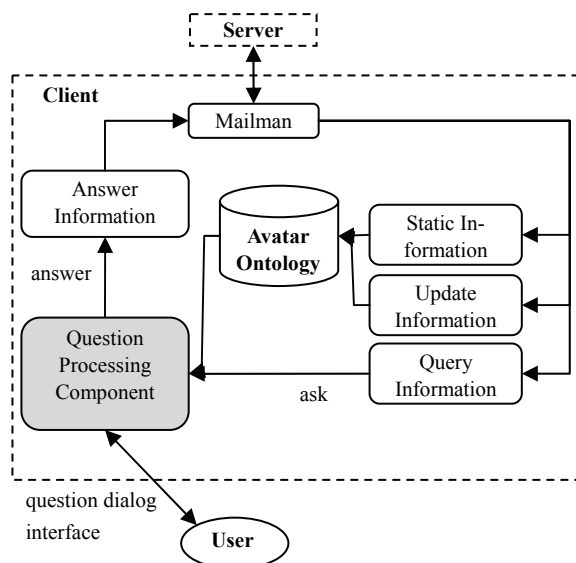 Server
Client
Mailman
Answer
Information
Avatar
Ontology
Static In-
formation
Update
Information
answer
Question
Processing
Component
Query
Information
ask
question dialog
interface
User